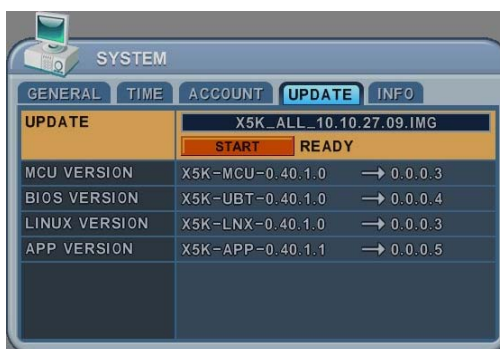 SYSTEM
GENERAL TIME ACCOUNT UPDATE INFO
UPDATE X5K_ALL_10.10.27.09.IMG
START READY
MCU VERSION X5K-MCU-0.40.1.0 → 0.0.0.3
BIOS VERSION X5K-UBT-0.40.1.0 → 0.0.0.4
LINUX VERSION X5K-LNX-0.40.1.0 → 0.0.0.3
APP VERSION X5K-APP-0.40.1.1 → 0.0.0.5